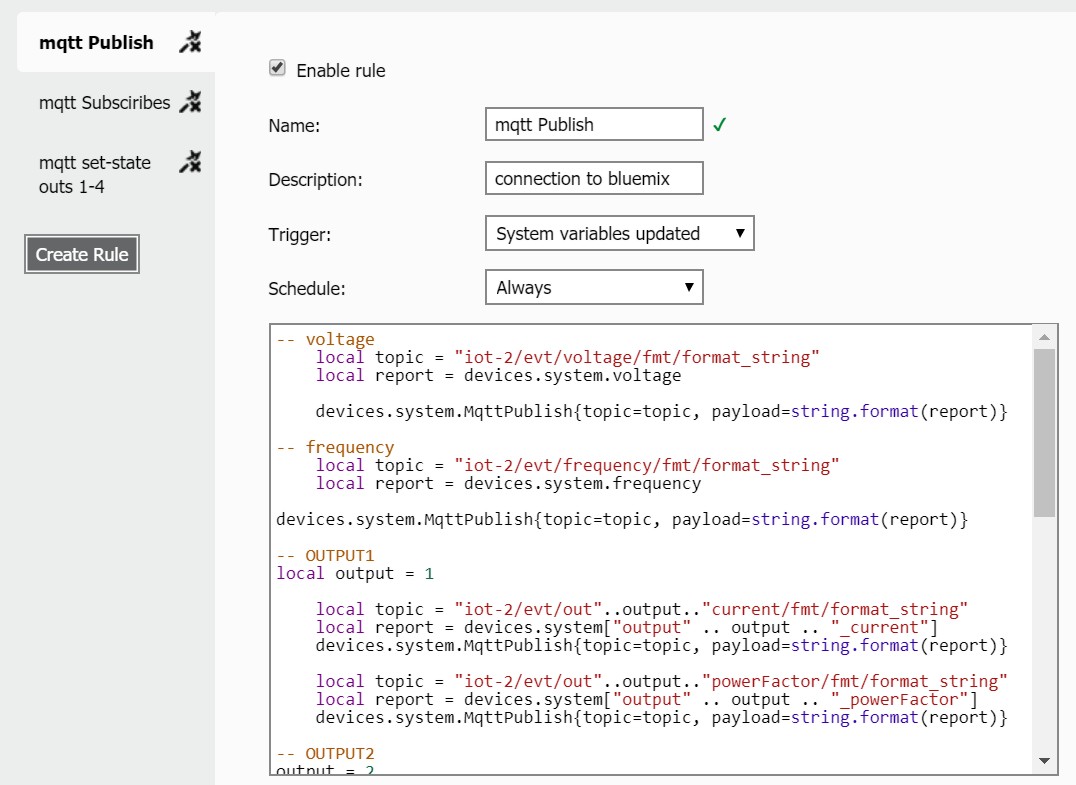 mqtt Publish
mqtt Subsciribes
mqtt set-state
outs 1-4
Create Rule
Enable rule
Name:
mqtt Publish
Description:
connection to bluemix
Trigger:
System variables updated
Schedule:
Always
-- voltage
    local topic = "iot-2/evt/voltage/fmt/format_string"
    local report = devices.system.voltage
    devices.system.MqttPublish{topic=topic, payload=string.format(report)}
-- frequency
    local topic = "iot-2/evt/frequency/fmt/format_string"
    local report = devices.system.frequency
devices.system.MqttPublish{topic=topic, payload=string.format(report)}
-- OUTPUT1
local output = 1
    local topic = "iot-2/evt/out"..output.."current/fmt/format_string"
    local report = devices.system["output" .. output .. "_current"]
    devices.system.MqttPublish{topic=topic, payload=string.format(report)}
    local topic = "iot-2/evt/out"..output.."powerFactor/fmt/format_string"
    local report = devices.system["output" .. output .. "_powerFactor"]
    devices.system.MqttPublish{topic=topic, payload=string.format(report)}
-- OUTPUT2
output = 2